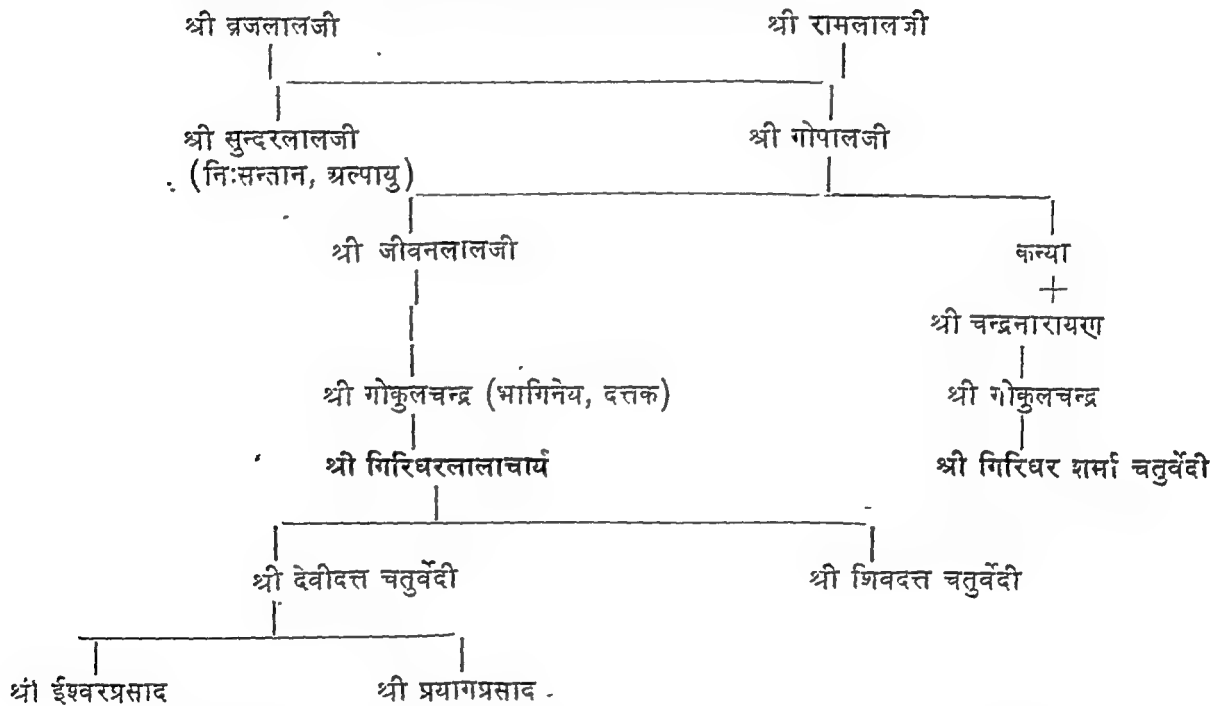 श्री व्रजलालजी श्री रामलालजी
श्री सुन्दरलालजी श्री गोपालजी
(निःसन्तान, अल्पायु)
श्री जीवनलालजी कन्या
+
श्री चन्द्रनारायण
श्री गोकुलचन्द्र (भागिनेय, दत्तक) श्री गोकुलचन्द्र
श्री गिरिधरलालाचार्य श्री गिरिधर शर्मा चतुर्वेदी
श्री देवीदत्त चतुर्वेदी श्री शिवदत्त चतुर्वेदी
श्री ईश्वरप्रसाद श्री प्रयागप्रसाद